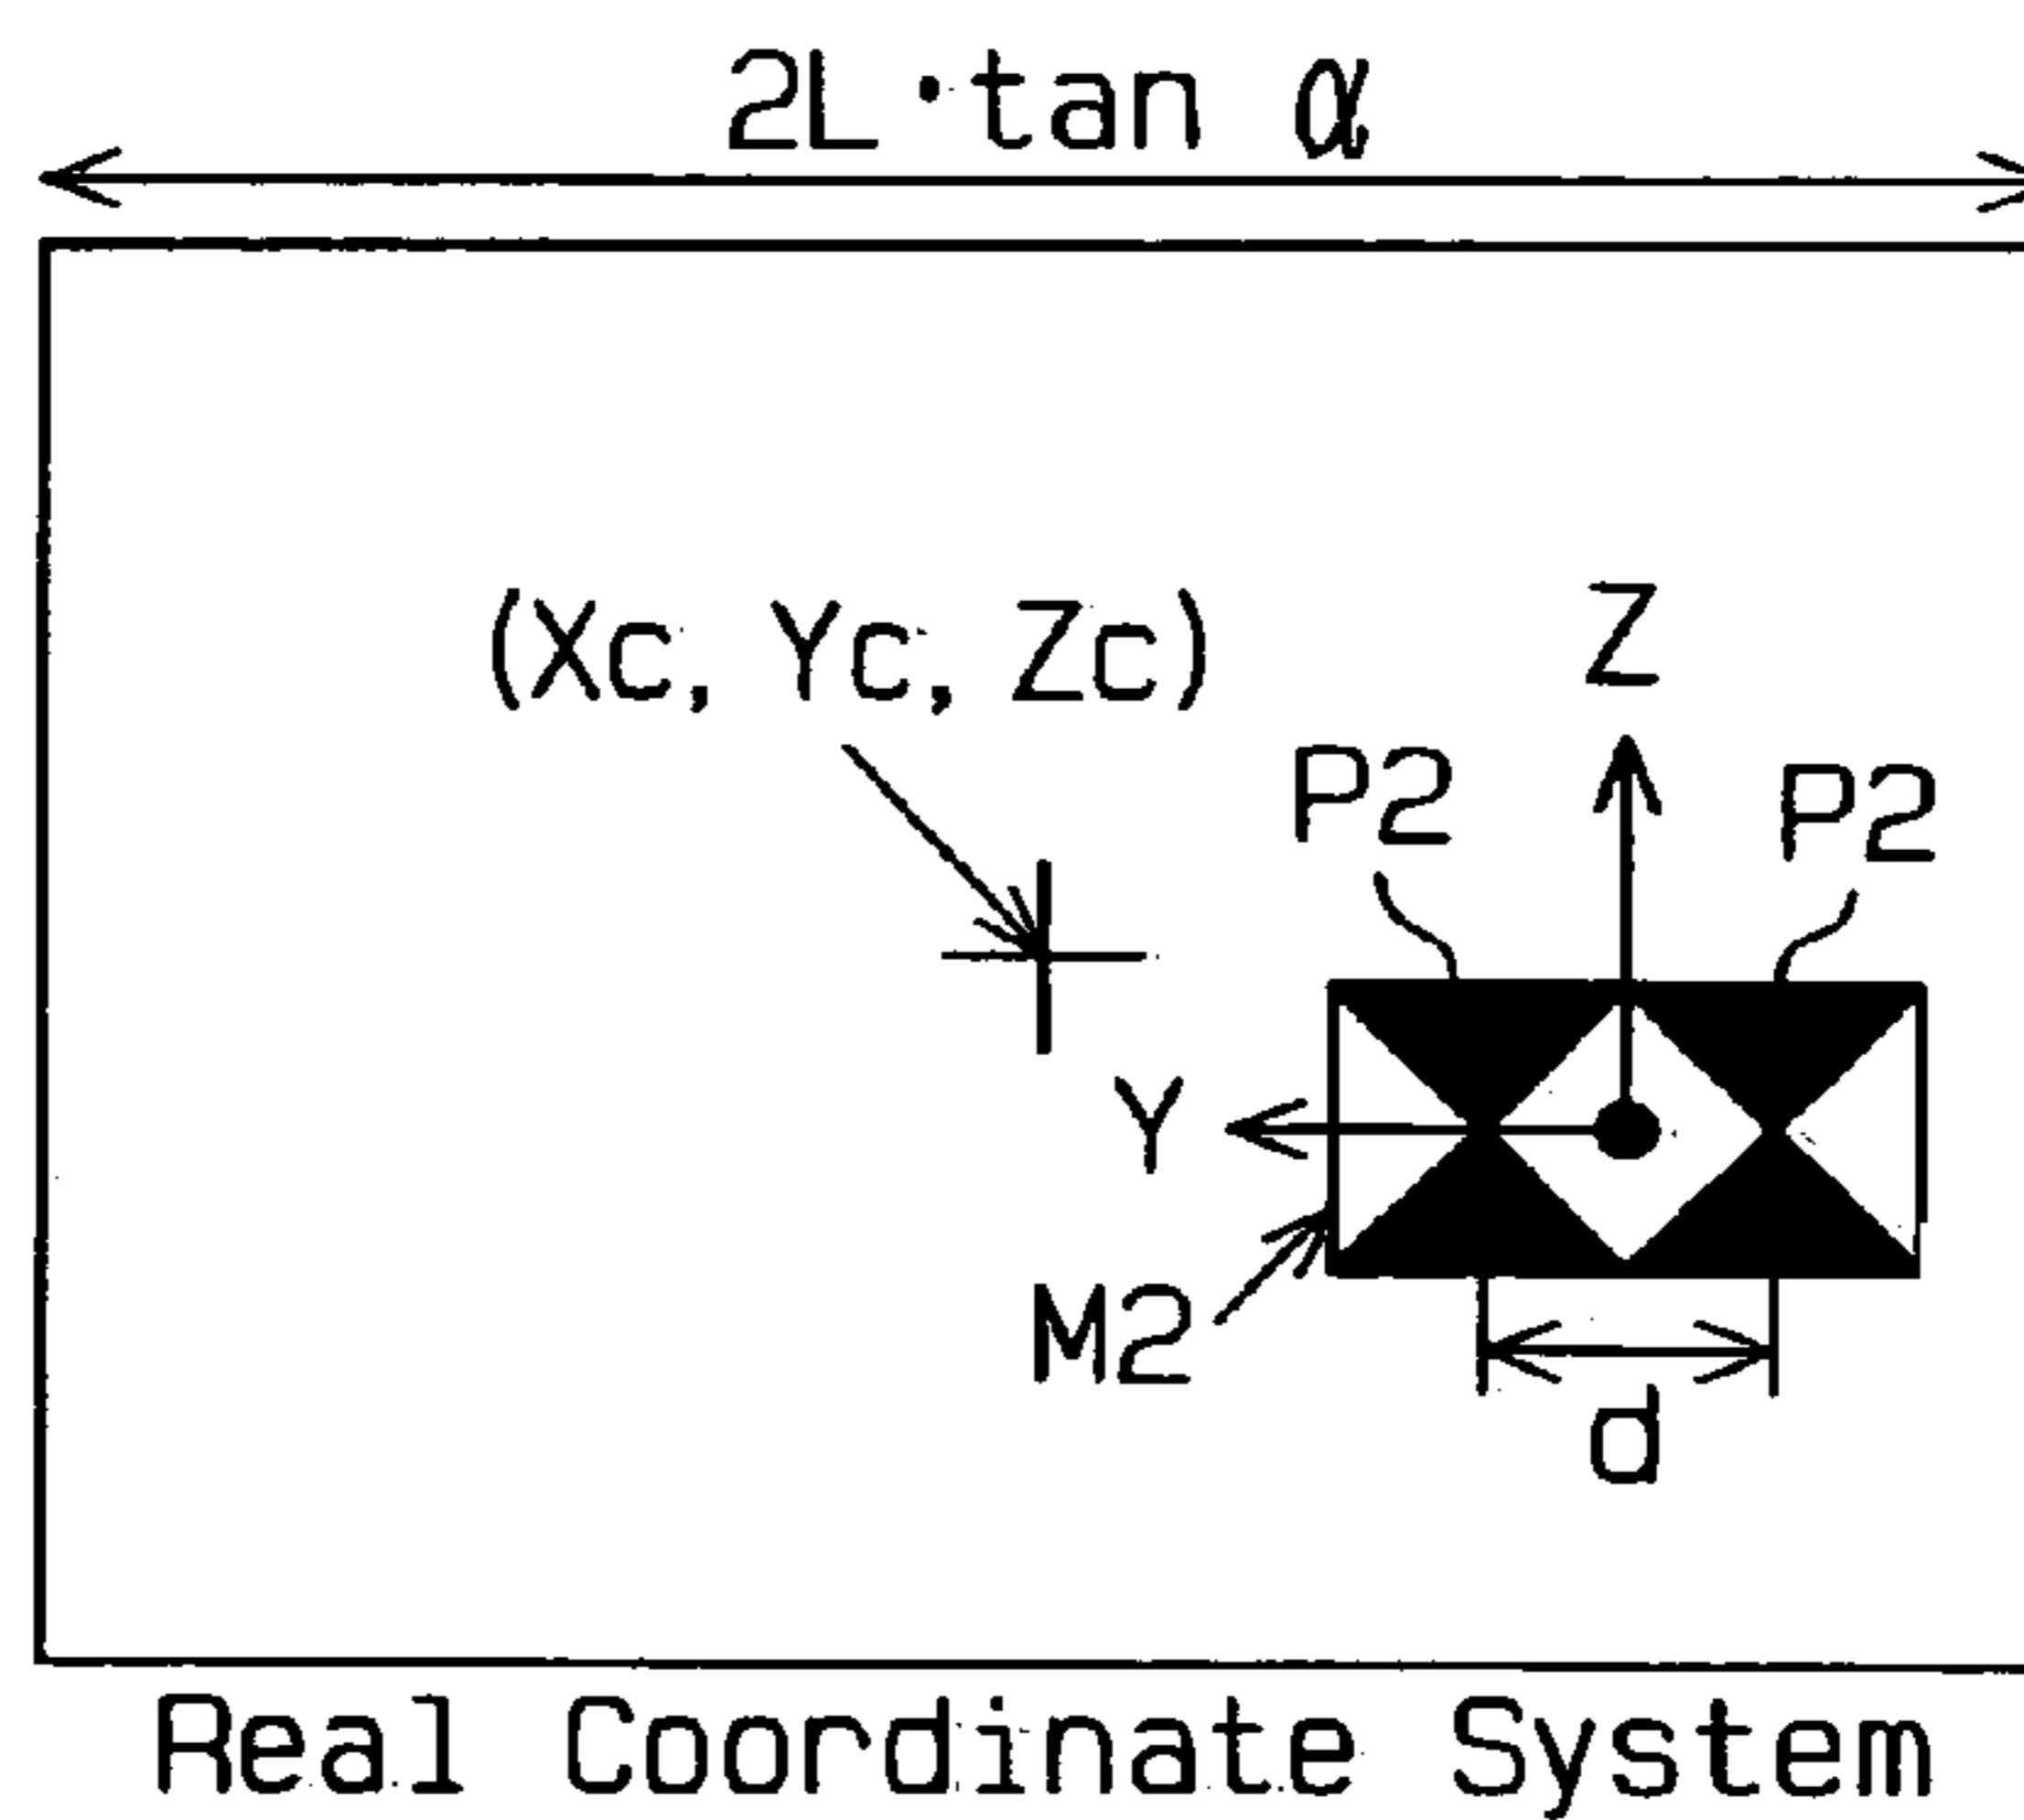 2L·tan α
(Xc, Yc, Zc)
Z
P2
P2
Y
M2
d
Real Coordinate System